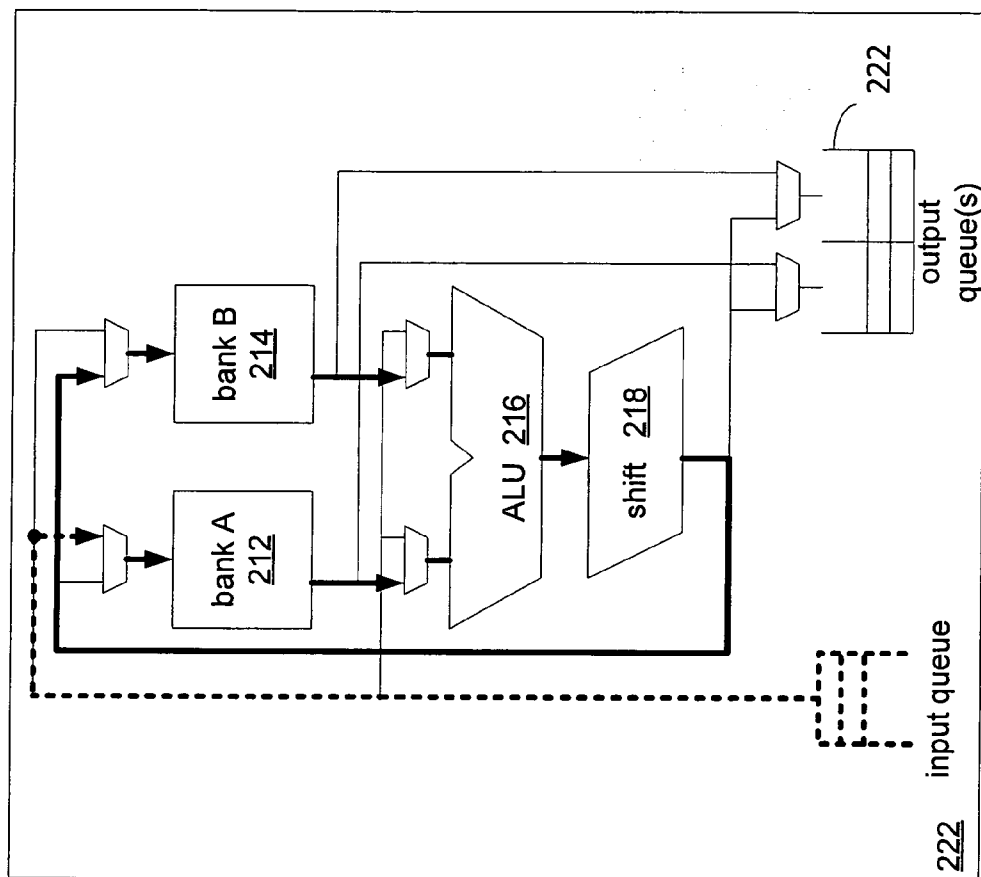 bank A
212
bank B
214
ALU 216
shift 218
222
input queue
output
queue(s)
222